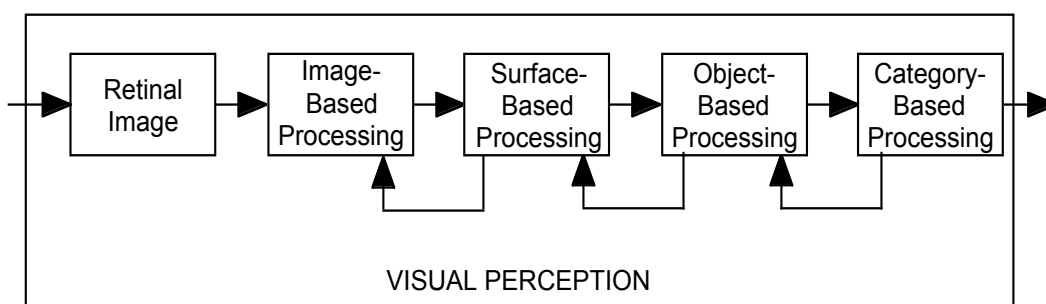 Retinal
Image
Image-
Based
Processing
Surface-
Based
Processing
Object-
Based
Processing
Category-
Based
Processing
VISUAL PERCEPTION